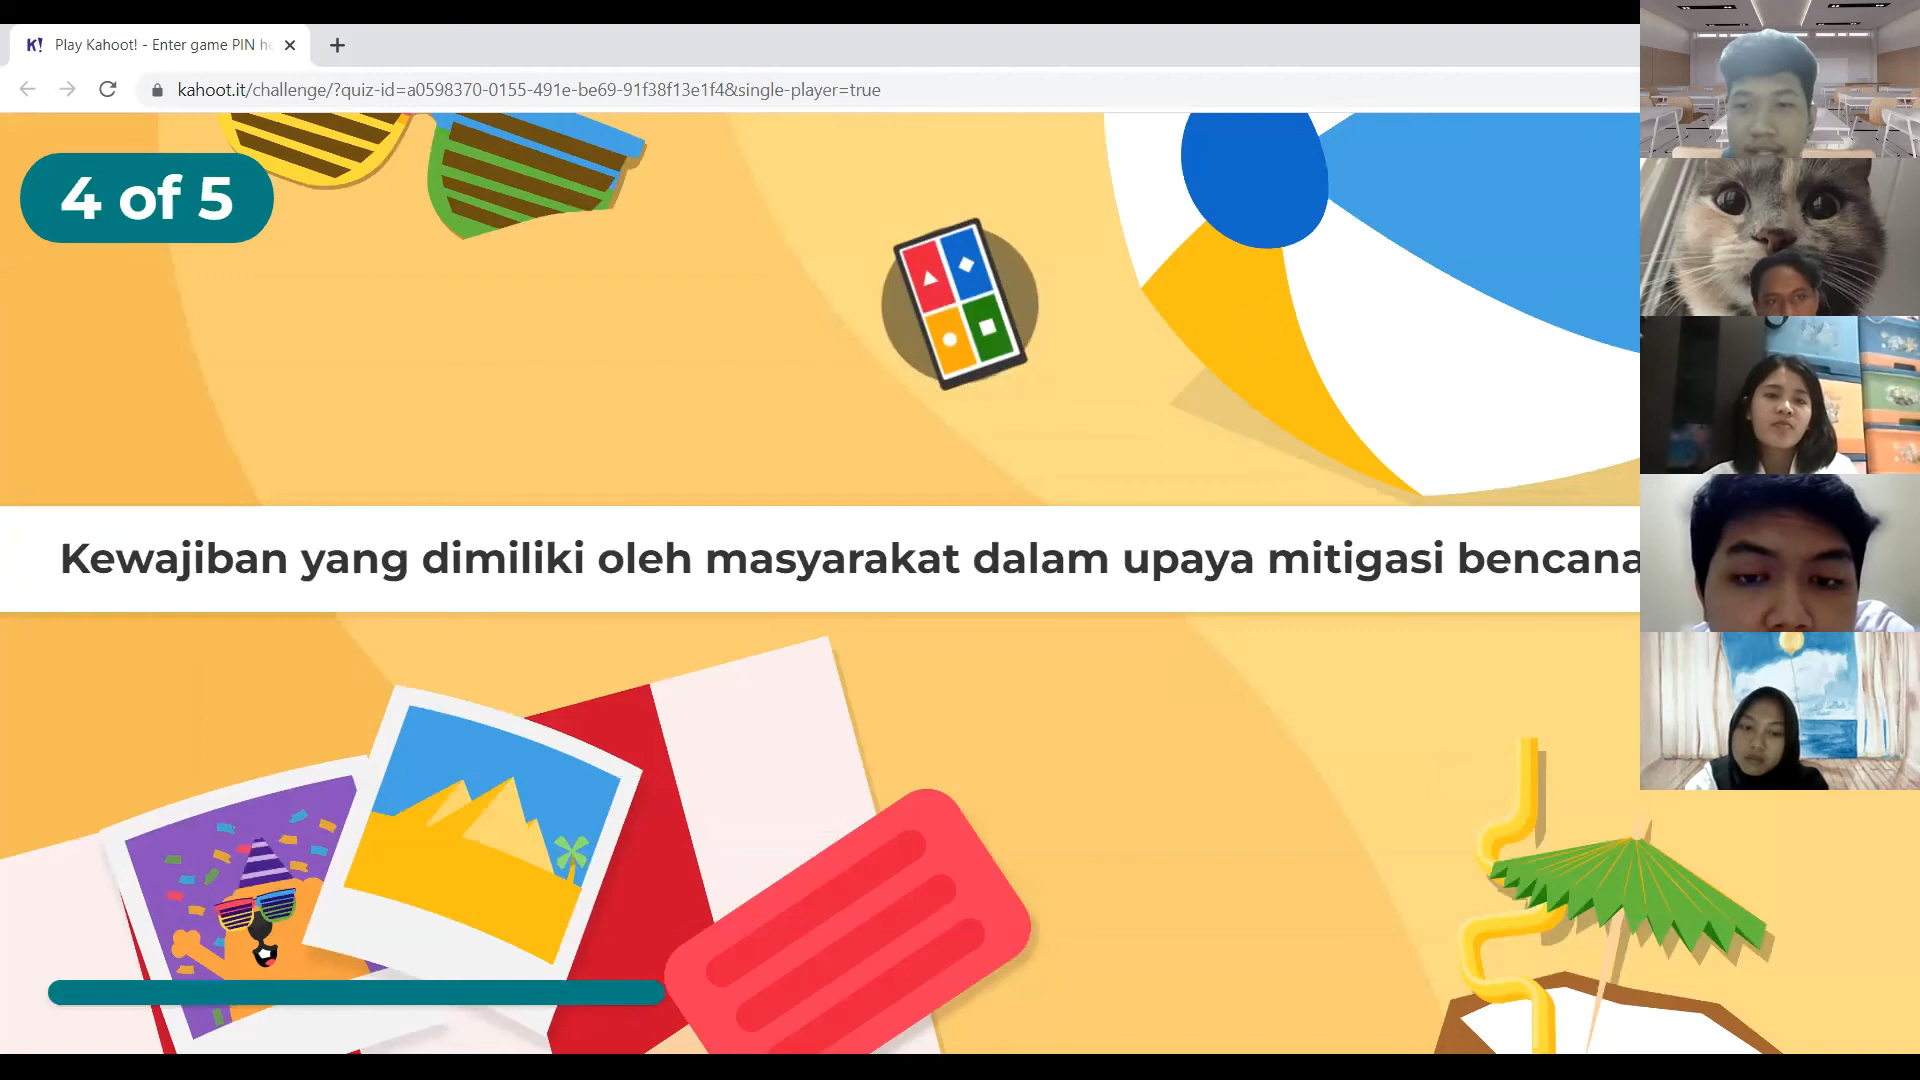 K! Play Kahoot! - Enter game PIN he
kahoot.it/challenge/?quiz-id=a0598370-0155-491e-be69-91f38f13e1f4&single-player=true
4 of 5
Kewajiban yang dimiliki oleh masyarakat dalam upaya mitigasi bencana